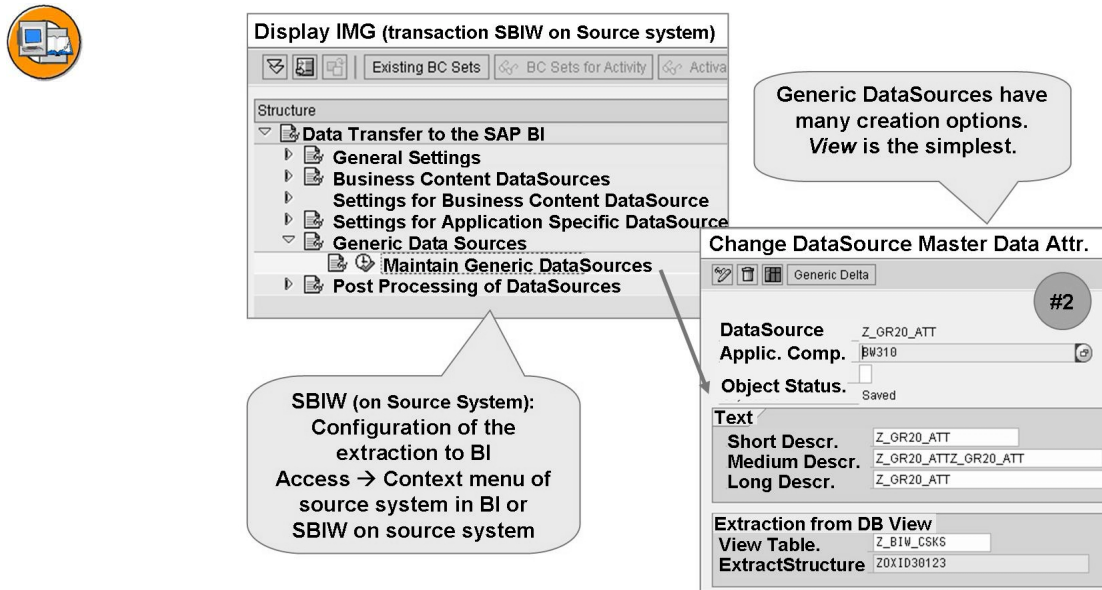 Display IMG (transaction SBIW on Source system)
Existing BC Sets BC Sets for Activity Activa
Structure
Data Transfer to the SAP BI
General Settings
Business Content DataSources
Settings for Business Content DataSource
Settings for Application Specific DataSource
Generic Data Sources
Maintain Generic DataSources
Post Processing of DataSources
Generic DataSources have
many creation options.
View is the simplest.
SBIW (on Source System):
Configuration of the
extraction to BI
Access → Context menu of
source system in BI or
SBIW on source system
Change DataSource Master Data Attr.
Generic Delta
#2
DataSource Z_GR20_ATT
Applic. Comp. BW310
Object Status.
Saved
Text
Short Descr. Z_GR20_ATT
Medium Descr. Z_GR20_ATTZ_GR20_ATT
Long Descr. Z_GR20_ATT
Extraction from DB View
View Table. Z_BIW_CSKS
ExtractStructure ZOXID30123